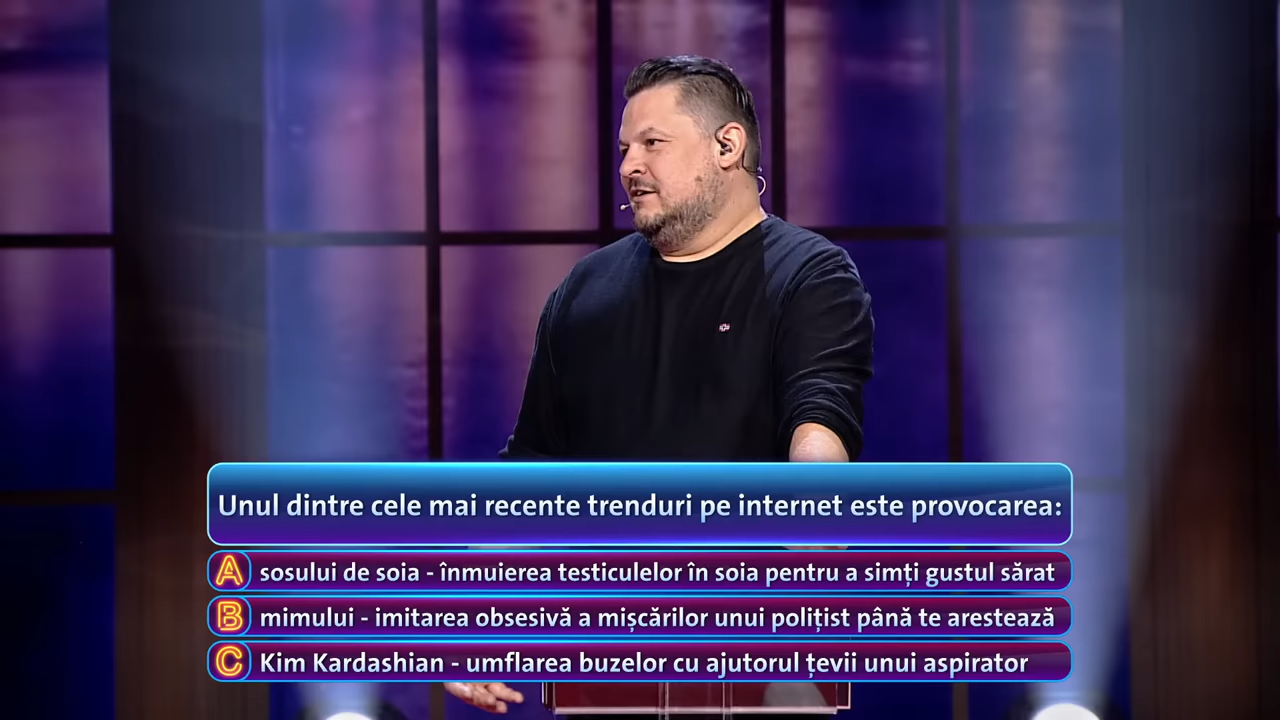 Unul dintre cele mai recente trenduri pe internet este provocarea:
A sosului de soia - înmuierea testiculelor în soia pentru a simți gustul sărat
B mimului - imitarea obsesivă a mișcărilor unui polițist până te arestează
C Kim Kardashian - umflarea buzelor cu ajutorul țevii unui aspirator